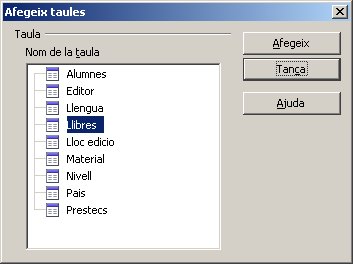 Afegeix taules
Taula
Nom de la taula
Alumnes
Editor
Llengua
Llibres
Lloc edicio
Material
Nivell
Pais
Prestecs
Afegeix
Tanca
Ajuda